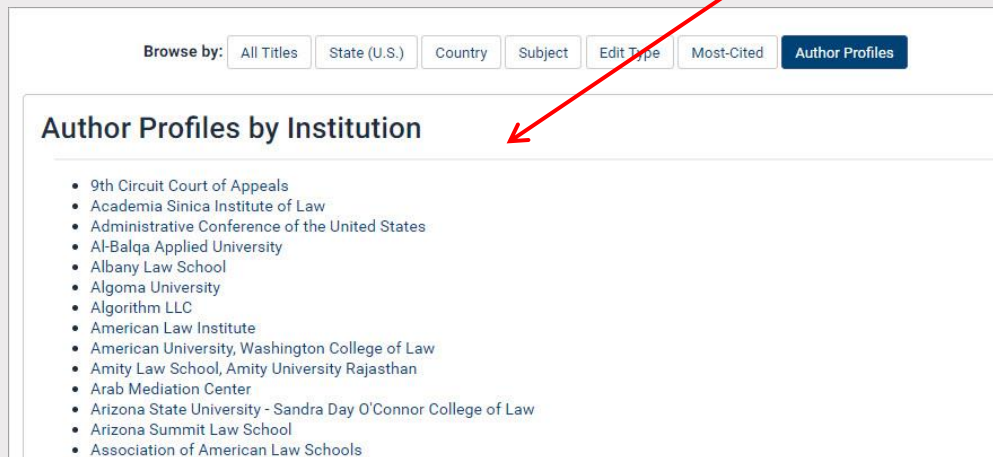 Browse by: All Titles State (U.S.) Country Subject Edit Type Most-Cited Author Profiles
Author Profiles by Institution
• 9th Circuit Court of Appeals
• Academia Sinica Institute of Law
• Administrative Conference of the United States
• Al-Balqa Applied University
• Albany Law School
• Algoma University
• Algorithm LLC
• American Law Institute
• American University, Washington College of Law
• Amity Law School, Amity University Rajasthan
• Arab Mediation Center
• Arizona State University - Sandra Day O'Connor College of Law
• Arizona Summit Law School
• Association of American Law Schools